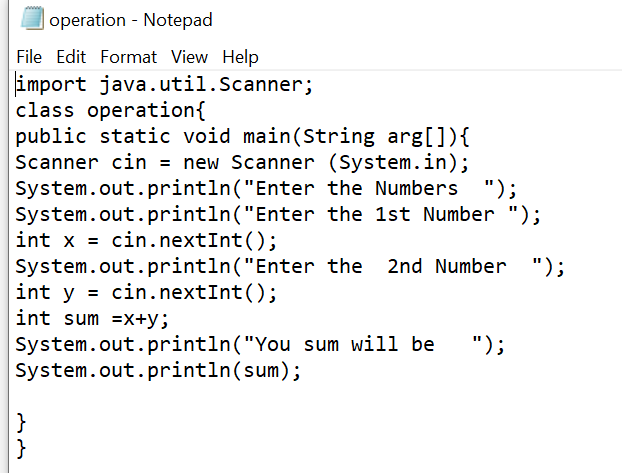 operation - Notepad
File Edit Format View Help
import java.util.Scanner;
class operation{
public static void main(String arg[]){
Scanner cin = new Scanner (System.in);
System.out.println("Enter the Numbers  ");
System.out.println("Enter the 1st Number ");
int x = cin.nextInt();
System.out.println("Enter the  2nd Number  ");
int y = cin.nextInt();
int sum =x+y;
System.out.println("You sum will be   ");
System.out.println(sum);
}
}